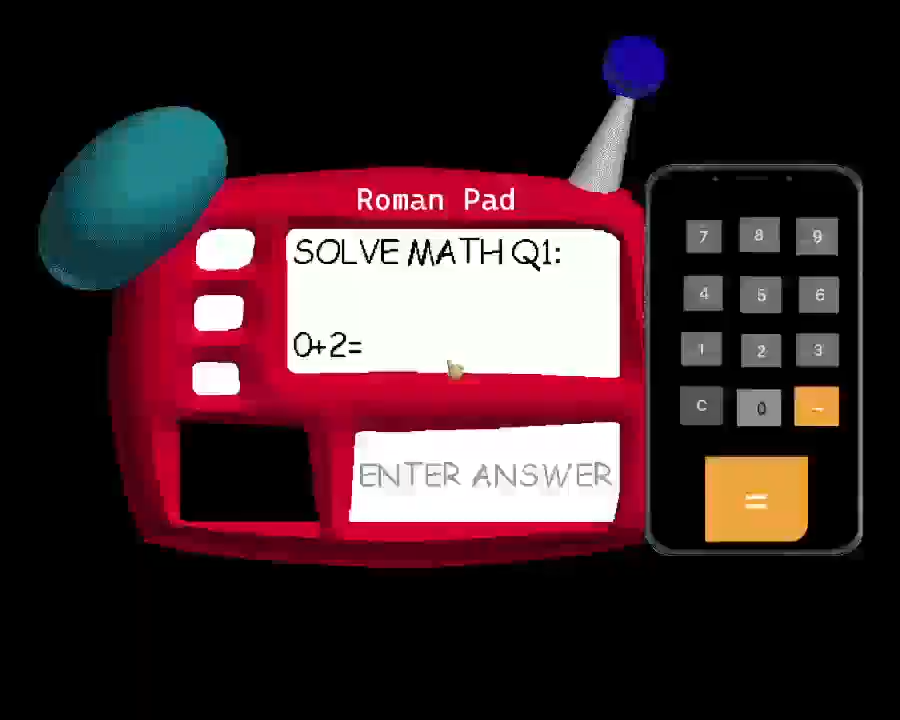 Roman Pad
SOLVE MATH Q1:
0+2=
ENTER ANSWER
7 8 9
4 5 6
1 2 3
C 0 -
=